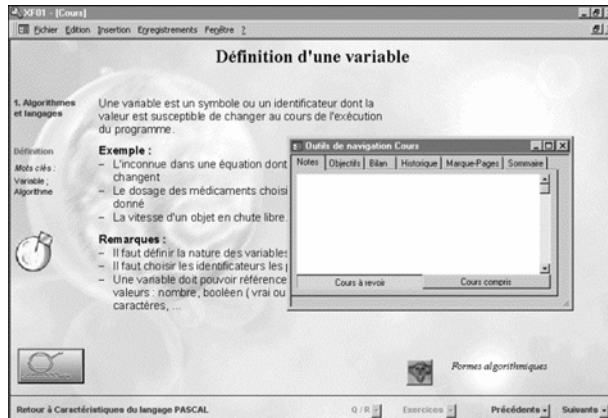 XF01 - [Cours]
Fichier Edition Insertion Enregistrements Fenêtre ?
Définition d'une variable
1. Algorithmes
et langages
Une variable est un symbole ou un identificateur dont la
valeur est susceptible de changer au cours de l'exécution
du programme.
Définition
Mots clés :
Variable ;
Algorithme
Exemple :
– L'inconnue dans une équation dont
changent
– Le dosage des médicaments choisi
donné
– La vitesse d'un objet en chute libre.
Remarques :
– Il faut définir la nature des variables
– Il faut choisir les identificateurs les
– Une variable doit pouvoir référence
valeurs : nombre, booléen ( vrai ou
caractères, ...
Outils de navigation Cours
Notes Objectifs Bilan Historique Marque-Pages Sommaire
Cours à revoir Cours compris
Formes algorithmiques
Retour à Caractéristiques du langage PASCAL Q / R Exercices Précédents Suivants